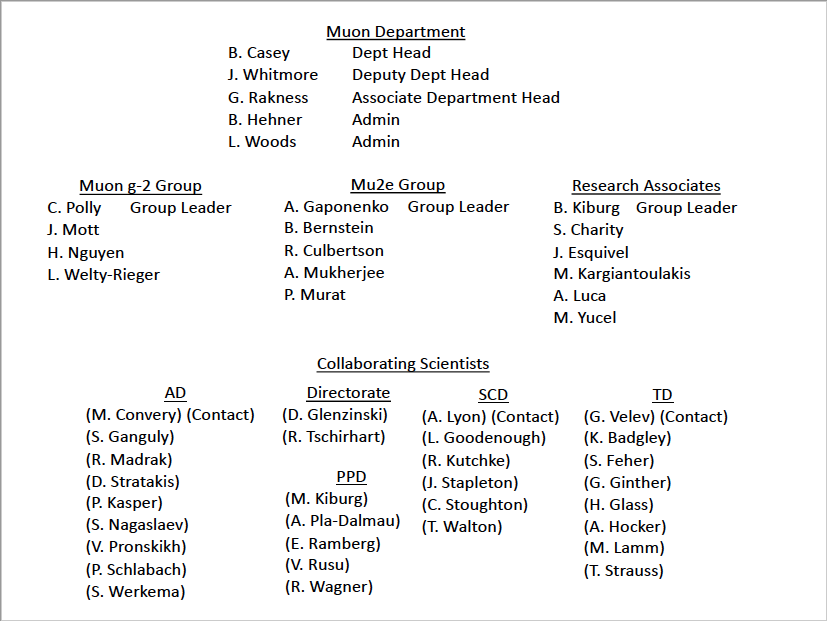 Muon Department
B. Casey Dept Head
J. Whitmore Deputy Dept Head
G. Rakness Associate Department Head
B. Hehner Admin
L. Woods Admin
Muon g-2 Group
C. Polly Group Leader
J. Mott
H. Nguyen
L. Welty-Rieger
Mu2e Group
A. Gaponenko Group Leader
B. Bernstein
R. Culbertson
A. Mukherjee
P. Murat
Research Associates
B. Kiburg Group Leader
S. Charity
J. Esquivel
M. Kargiantoulakis
A. Luca
M. Yucel
Collaborating Scientists
AD
(M. Convery) (Contact)
(S. Ganguly)
(R. Madrak)
(D. Stratakis)
(P. Kasper)
(S. Nagaslaev)
(V. Pronskikh)
(P. Schlabach)
(S. Werkema)
Directorate
(D. Glenzinski)
(R. Tschirhart)
PPD
(M. Kiburg)
(A. Pla-Dalmau)
(E. Ramberg)
(V. Rusu)
(R. Wagner)
SCD
(A. Lyon) (Contact)
(L. Goodenough)
(R. Kutchke)
(J. Stapleton)
(C. Stoughton)
(T. Walton)
TD
(G. Velev) (Contact)
(K. Badgley)
(S. Feher)
(G. Ginther)
(H. Glass)
(A. Hocker)
(M. Lamm)
(T. Strauss)